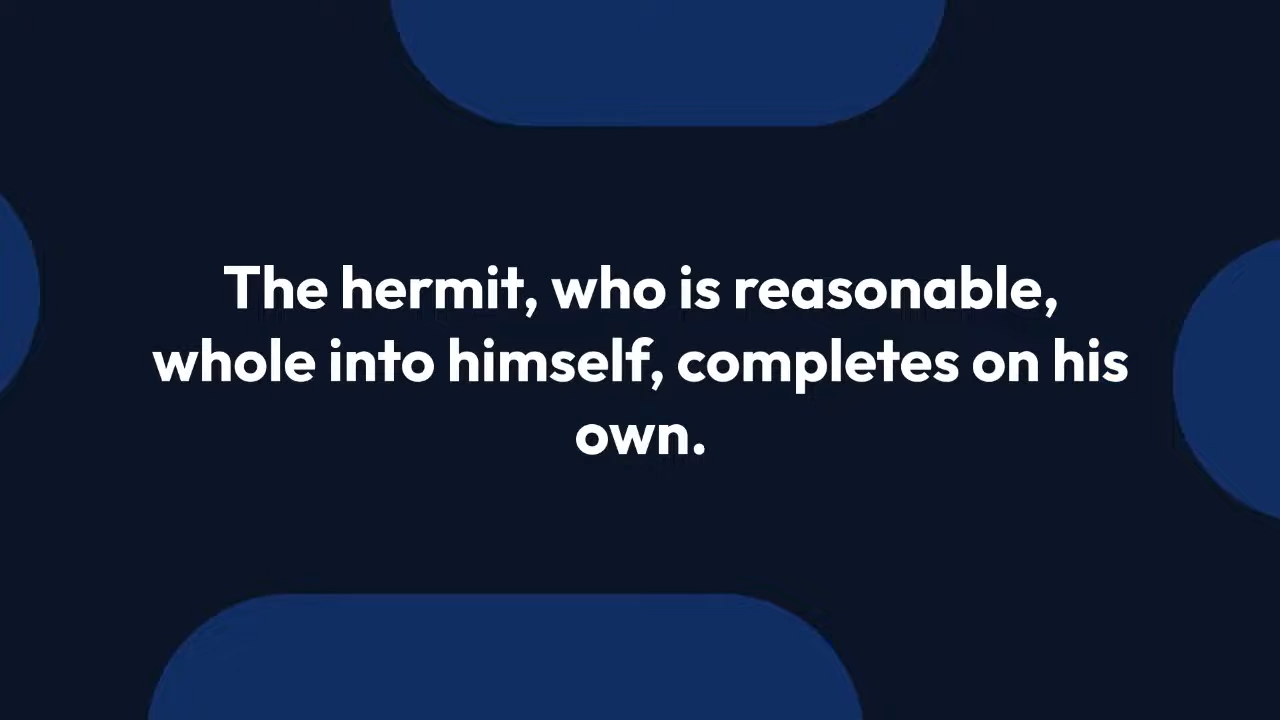 The hermit, who is reasonable,
whole into himself, completes on his
own.